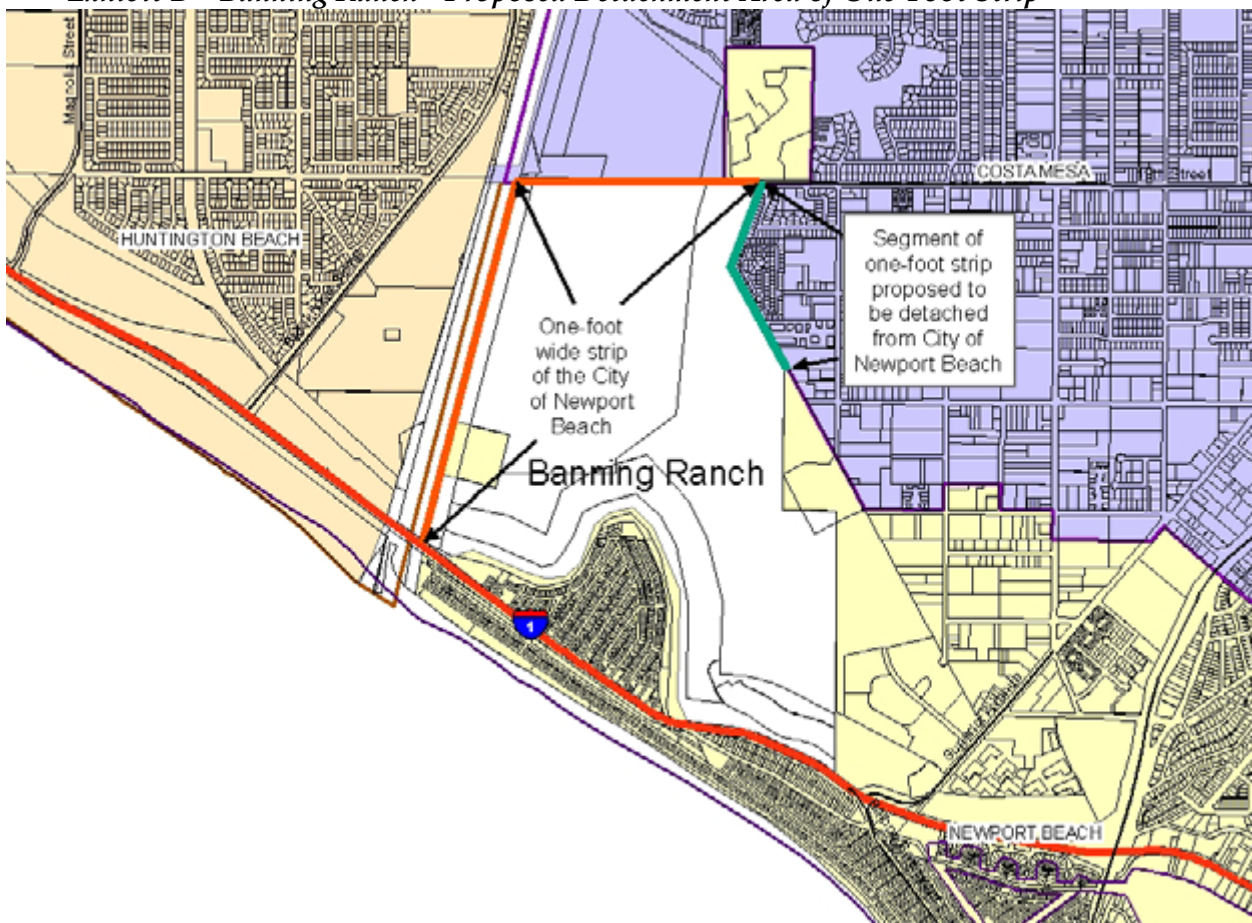 Exhibit B - Banning Ranch - Proposed Detachment Area of One-Foot Strip
Magnolia Street
COSTA MESA
19th Street
HUNTINGTON BEACH
Segment of
one-foot strip
proposed to
be detached
from City of
Newport Beach
One-foot
wide strip
of the City
of Newport
Beach
Banning Ranch
1
NEWPORT BEACH